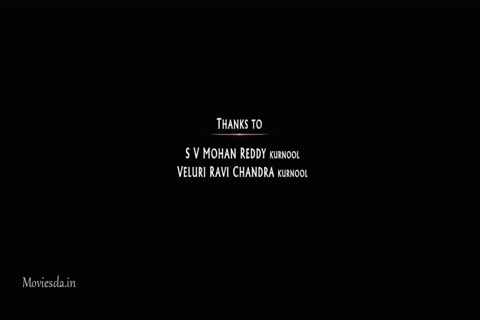 THANKS TO
S V MOHAN REDDY KURNOOL
VELURI RAVI CHANDRA KURNOOL
Moviesda.in